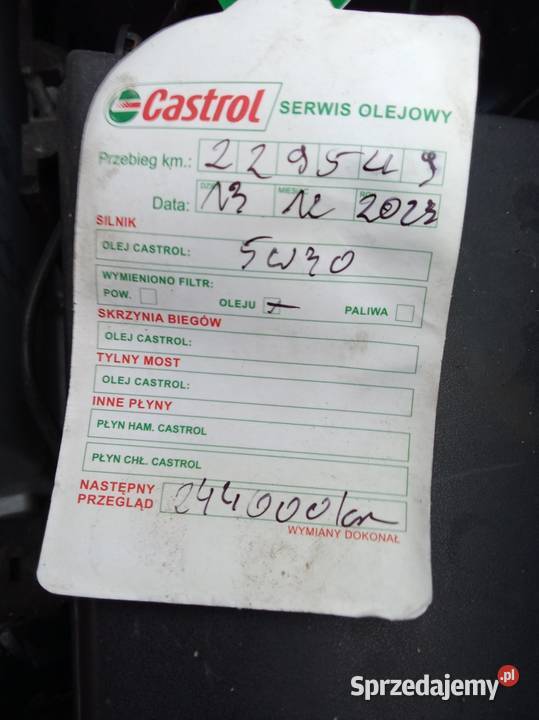 Castrol SERWIS OLEJOWY
Przebieg km.: 229549
Data: 13 12 2023
SILNIK
OLEJ CASTROL: 5W30
WYMIENIONO FILTR:
POW. OLEJU PALIWA
SKRZYNIA BIEGÓW
OLEJ CASTROL:
TYLNY MOST
OLEJ CASTROL:
INNE PŁYNY
PŁYN HAM. CASTROL
PŁYN CHŁ. CASTROL
NASTĘPNY
PRZEGLĄD 244000km
WYMIANY DOKONAŁ
Sprzedajemy.pl